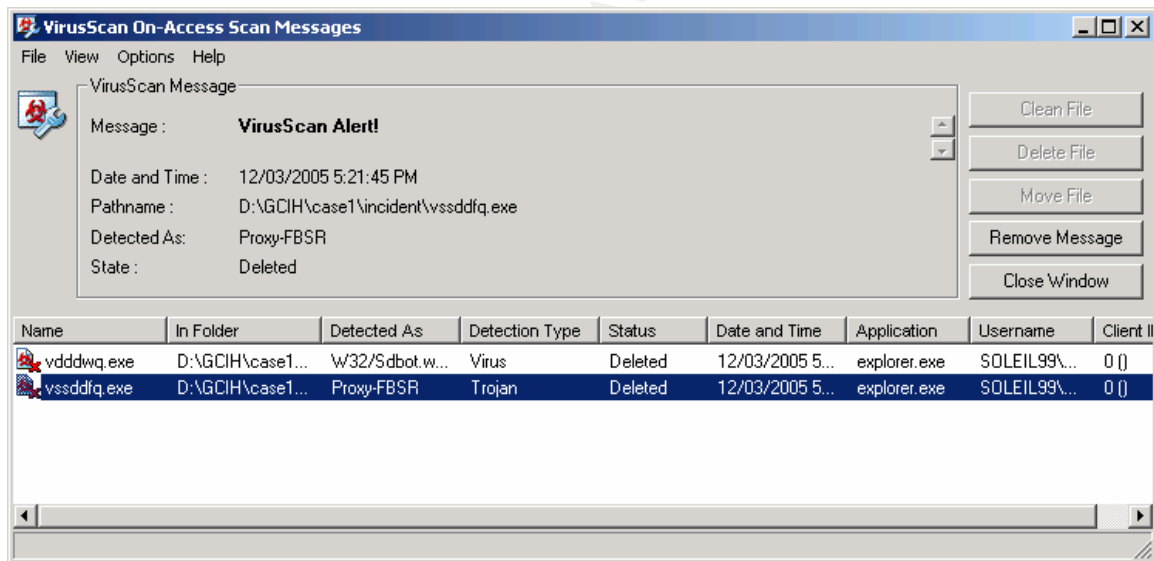 VirusScan On-Access Scan Messages
File View Options Help
VirusScan Message
Message : VirusScan Alert!
Date and Time : 12/03/2005 5:21:45 PM
Pathname : D:\GCIH\case1\incident\vssddfq.exe
Detected As: Proxy-FBSR
State : Deleted
Clean File
Delete File
Move File
Remove Message
Close Window
Name In Folder Detected As Detection Type Status Date and Time Application Username Client I
vdddwq.exe D:\GCIH\case1... W32/Sdbot.w... Virus Deleted 12/03/2005 5... explorer.exe SOLEIL99\... 0 ()
vssddfq.exe D:\GCIH\case1... Proxy-FBSR Trojan Deleted 12/03/2005 5... explorer.exe SOLEIL99\... 0 ()